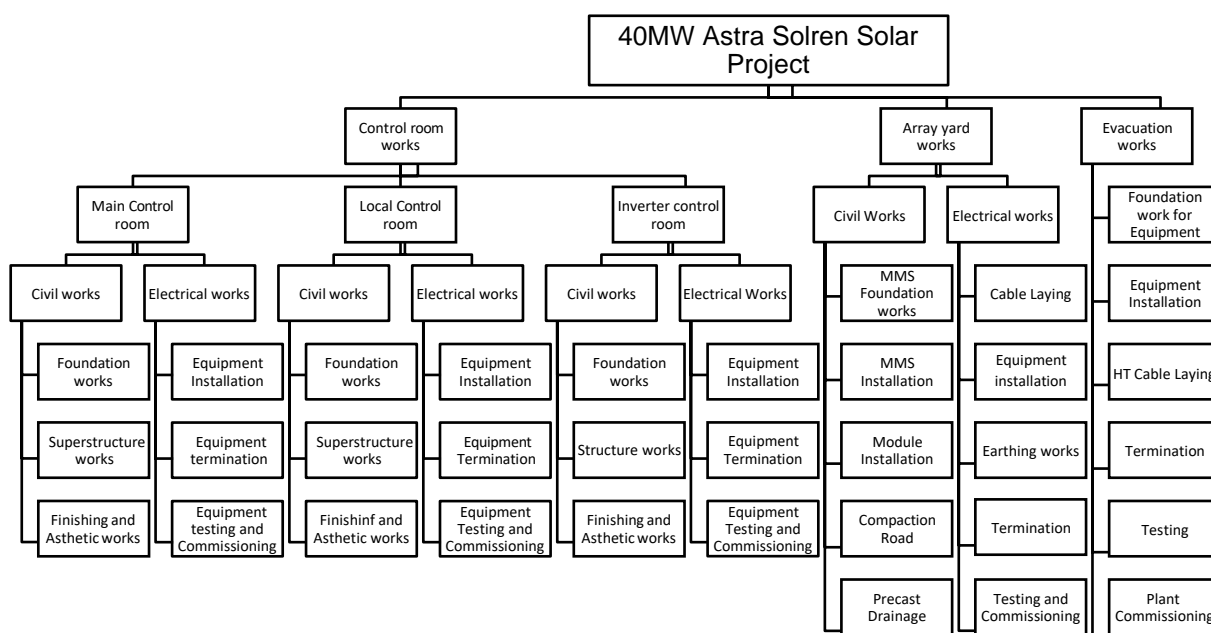 40MW Astra Solren Solar
Project
Control room
works
Array yard
works
Evacuation
works
Main Control
room
Local Control
room
Inverter control
room
Civil Works
Electrical works
Foundation
work for
Equipment
Civil works
Electrical works
Civil works
Electrical works
Civil works
Electrical Works
MMS
Foundation
works
Cable Laying
Equipment
Installation
Foundation
works
Equipment
Installation
Foundation
works
Equipment
Installation
Foundation
works
Equipment
Installation
MMS
Installation
Equipment
installation
HT Cable Laying
Superstructure
works
Equipment
termination
Superstructure
works
Equipment
Termination
Structure works
Equipment
Termination
Module
Installation
Earthing works
Termination
Finishing and
Asthetic works
Equipment
testing and
Commissioning
Finishinf and
Asthetic works
Equipment
Testing and
Commissioning
Finishing and
Asthetic works
Equipment
Testing and
Commissioning
Compaction
Road
Termination
Testing
Precast
Drainage
Testing and
Commissioning
Plant
Commissioning